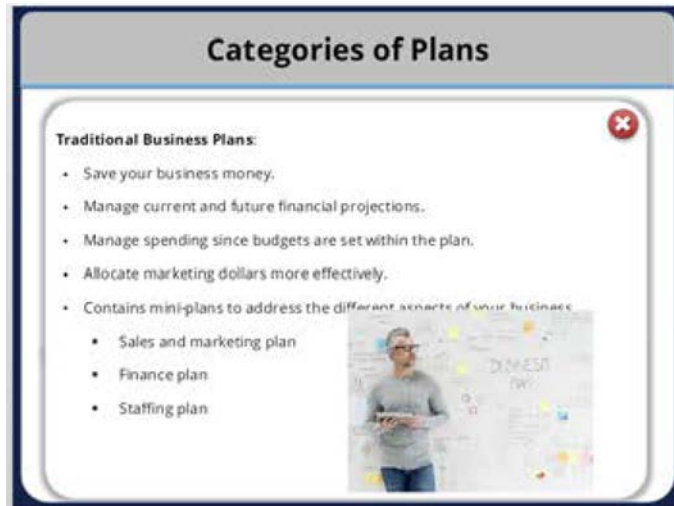 Categories of Plans
Traditional Business Plans:
• Save your business money.
• Manage current and future financial projections.
• Manage spending since budgets are set within the plan.
• Allocate marketing dollars more effectively.
• Contains mini-plans to address the different aspects of your business
▪ Sales and marketing plan
▪ Finance plan
▪ Staffing plan